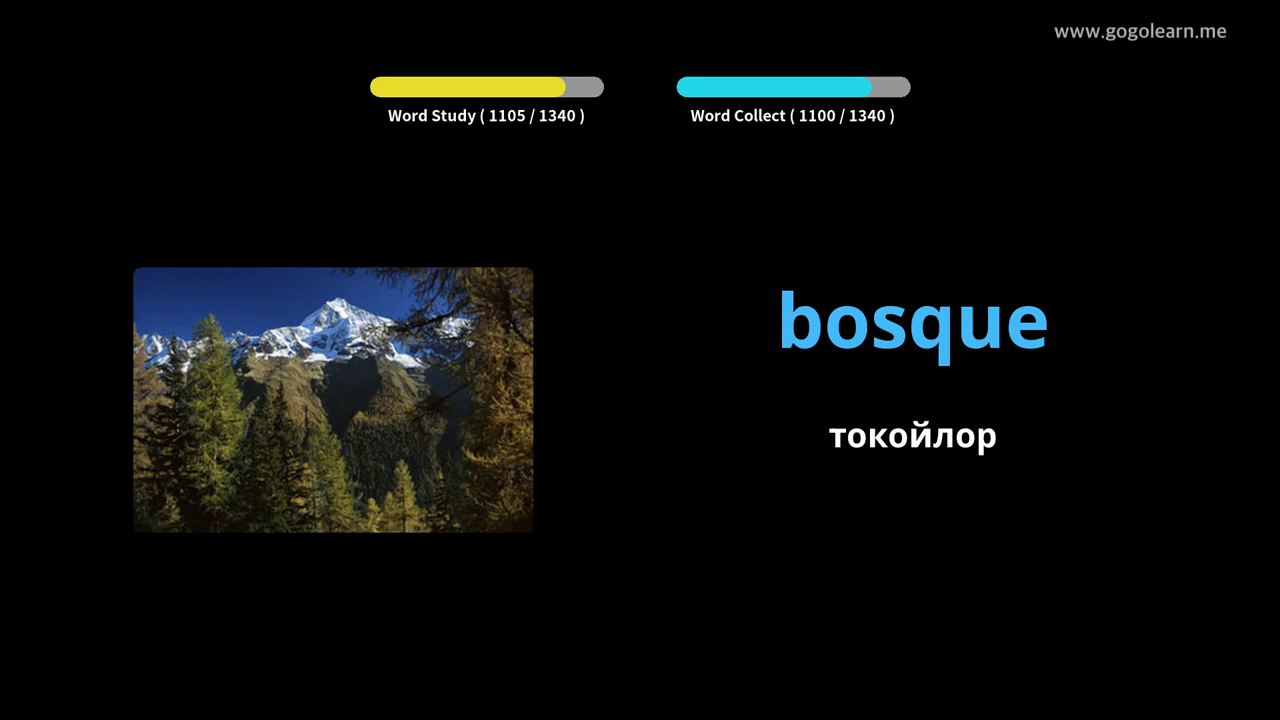 www.gogolearn.me
Word Study ( 1105 / 1340 )
Word Collect ( 1100 / 1340 )
bosque
токойлор